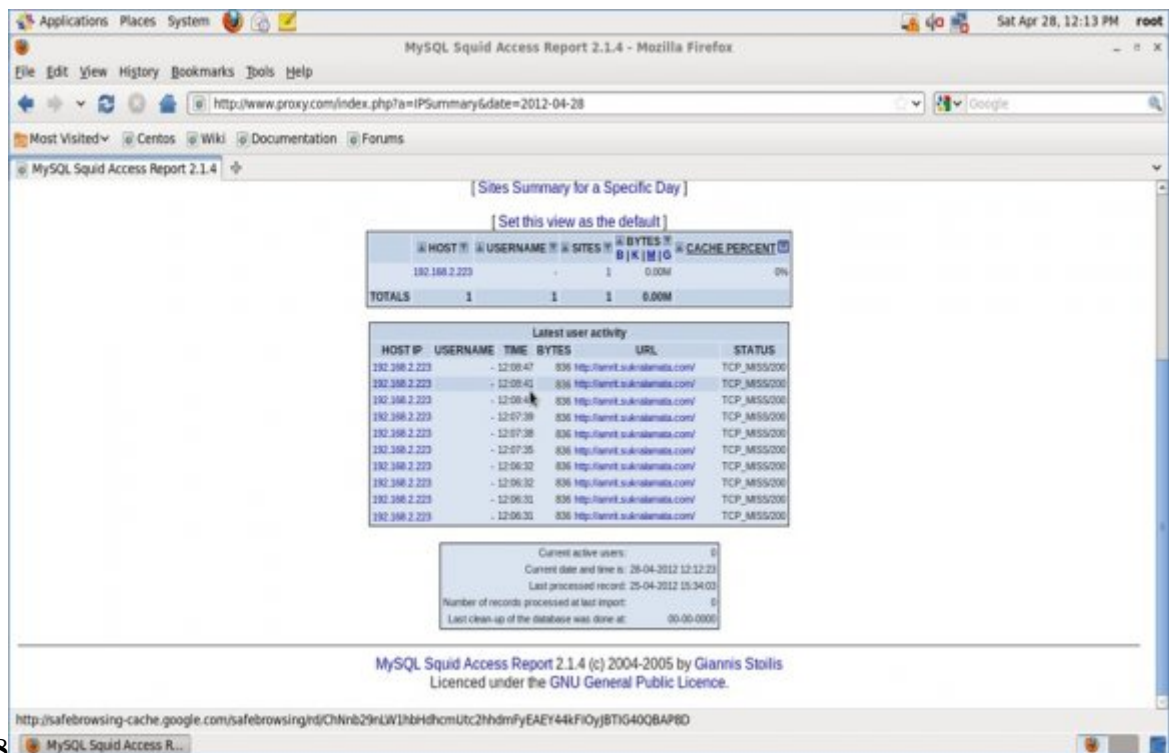 Applications Places System
Sat Apr 28, 12:13 PM root
MySQL Squid Access Report 2.1.4 - Mozilla Firefox
File Edit View History Bookmarks Tools Help
http://www.proxy.com/index.php?a=IPSummary&date=2012-04-28
Google
Most Visited Centos Wiki Documentation Forums
MySQL Squid Access Report 2.1.4
[ Sites Summary for a Specific Day ]
[ Set this view as the default ]
HOST USERNAME SITES BYTES B | K | M | G CACHE PERCENT
192.168.2.223 - 1 0.00M 0%
TOTALS 1 1 1 0.00M
Latest user activity
HOST IP USERNAME TIME BYTES URL STATUS
192.168.2.223 - 12:08:47 836 TCP_MISS/200
192.168.2.223 - 12:08:41 836 TCP_MISS/200
192.168.2.223 - 836 TCP_MISS/200
192.168.2.223 - 12:07:39 836 TCP_MISS/200
192.168.2.223 - 12:07:38 836 TCP_MISS/200
192.168.2.223 - 12:07:35 836 TCP_MISS/200
192.168.2.223 - 12:06:32 836 TCP_MISS/200
192.168.2.223 - 12:06:32 836 TCP_MISS/200
192.168.2.223 - 12:06:31 836 TCP_MISS/200
192.168.2.223 - 12:06:31 836 TCP_MISS/200
Current active users: 0
Current date and time is: 28-04-2012 12:12:23
Last processed record: 25-04-2012 15:34:03
Number of records processed at last import: 0
Last clean-up of the database was done at: 00-00-0000
MySQL Squid Access Report 2.1.4 (c) 2004-2005 by Giannis Stoilis
Licenced under the GNU General Public Licence.
8 MySQL Squid Access R...